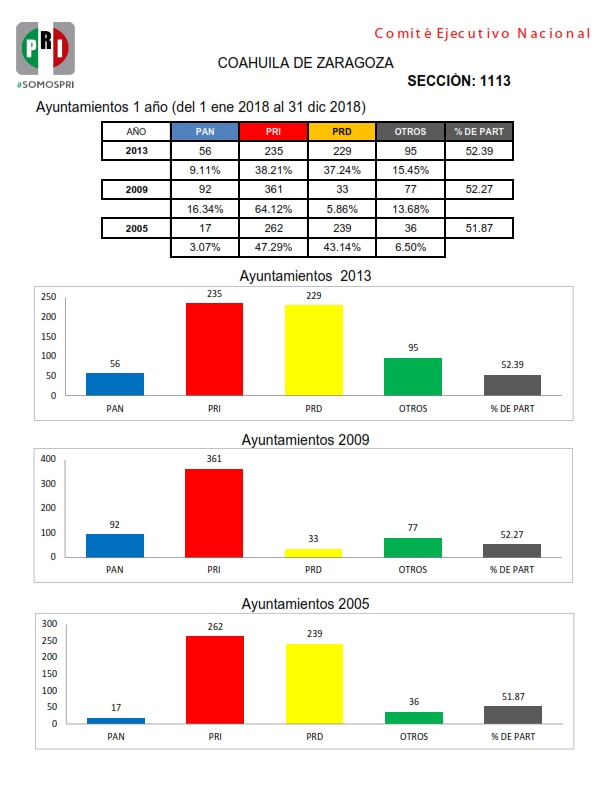 Comité Ejecutivo Nacional
PRI
#SOMOSPRI
COAHUILA DE ZARAGOZA
SECCIÓN: 1113
Ayuntamientos 1 año (del 1 ene 2018 al 31 dic 2018)
AÑO PAN PRI PRD OTROS % DE PART
2013 56 235 229 95 52.39
9.11% 38.21% 37.24% 15.45%
2009 92 361 33 77 52.27
16.34% 64.12% 5.86% 13.68%
2005 17 262 239 36 51.87
3.07% 47.29% 43.14% 6.50%
Ayuntamientos 2013
250
200
150
100
50
0
56 235 229 95 52.39
PAN PRI PRD OTROS % DE PART
Ayuntamientos 2009
400
300
200
100
0
92 361 33 77 52.27
PAN PRI PRD OTROS % DE PART
Ayuntamientos 2005
300
250
200
150
100
50
0
17 262 239 36 51.87
PAN PRI PRD OTROS % DE PART